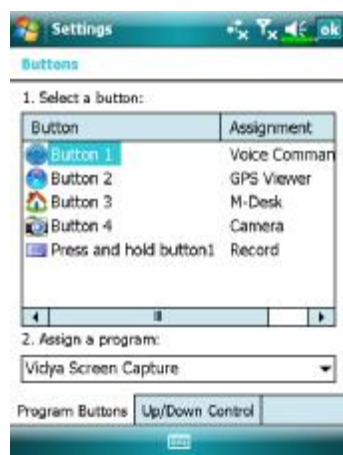 Settings ok
Buttons
1. Select a button:
Button Assignment
Button 1 Voice Comman
Button 2 GPS Viewer
Button 3 M-Desk
Button 4 Camera
Press and hold button1 Record
2. Assign a program:
Vidya Screen Capture
Program Buttons Up/Down Control